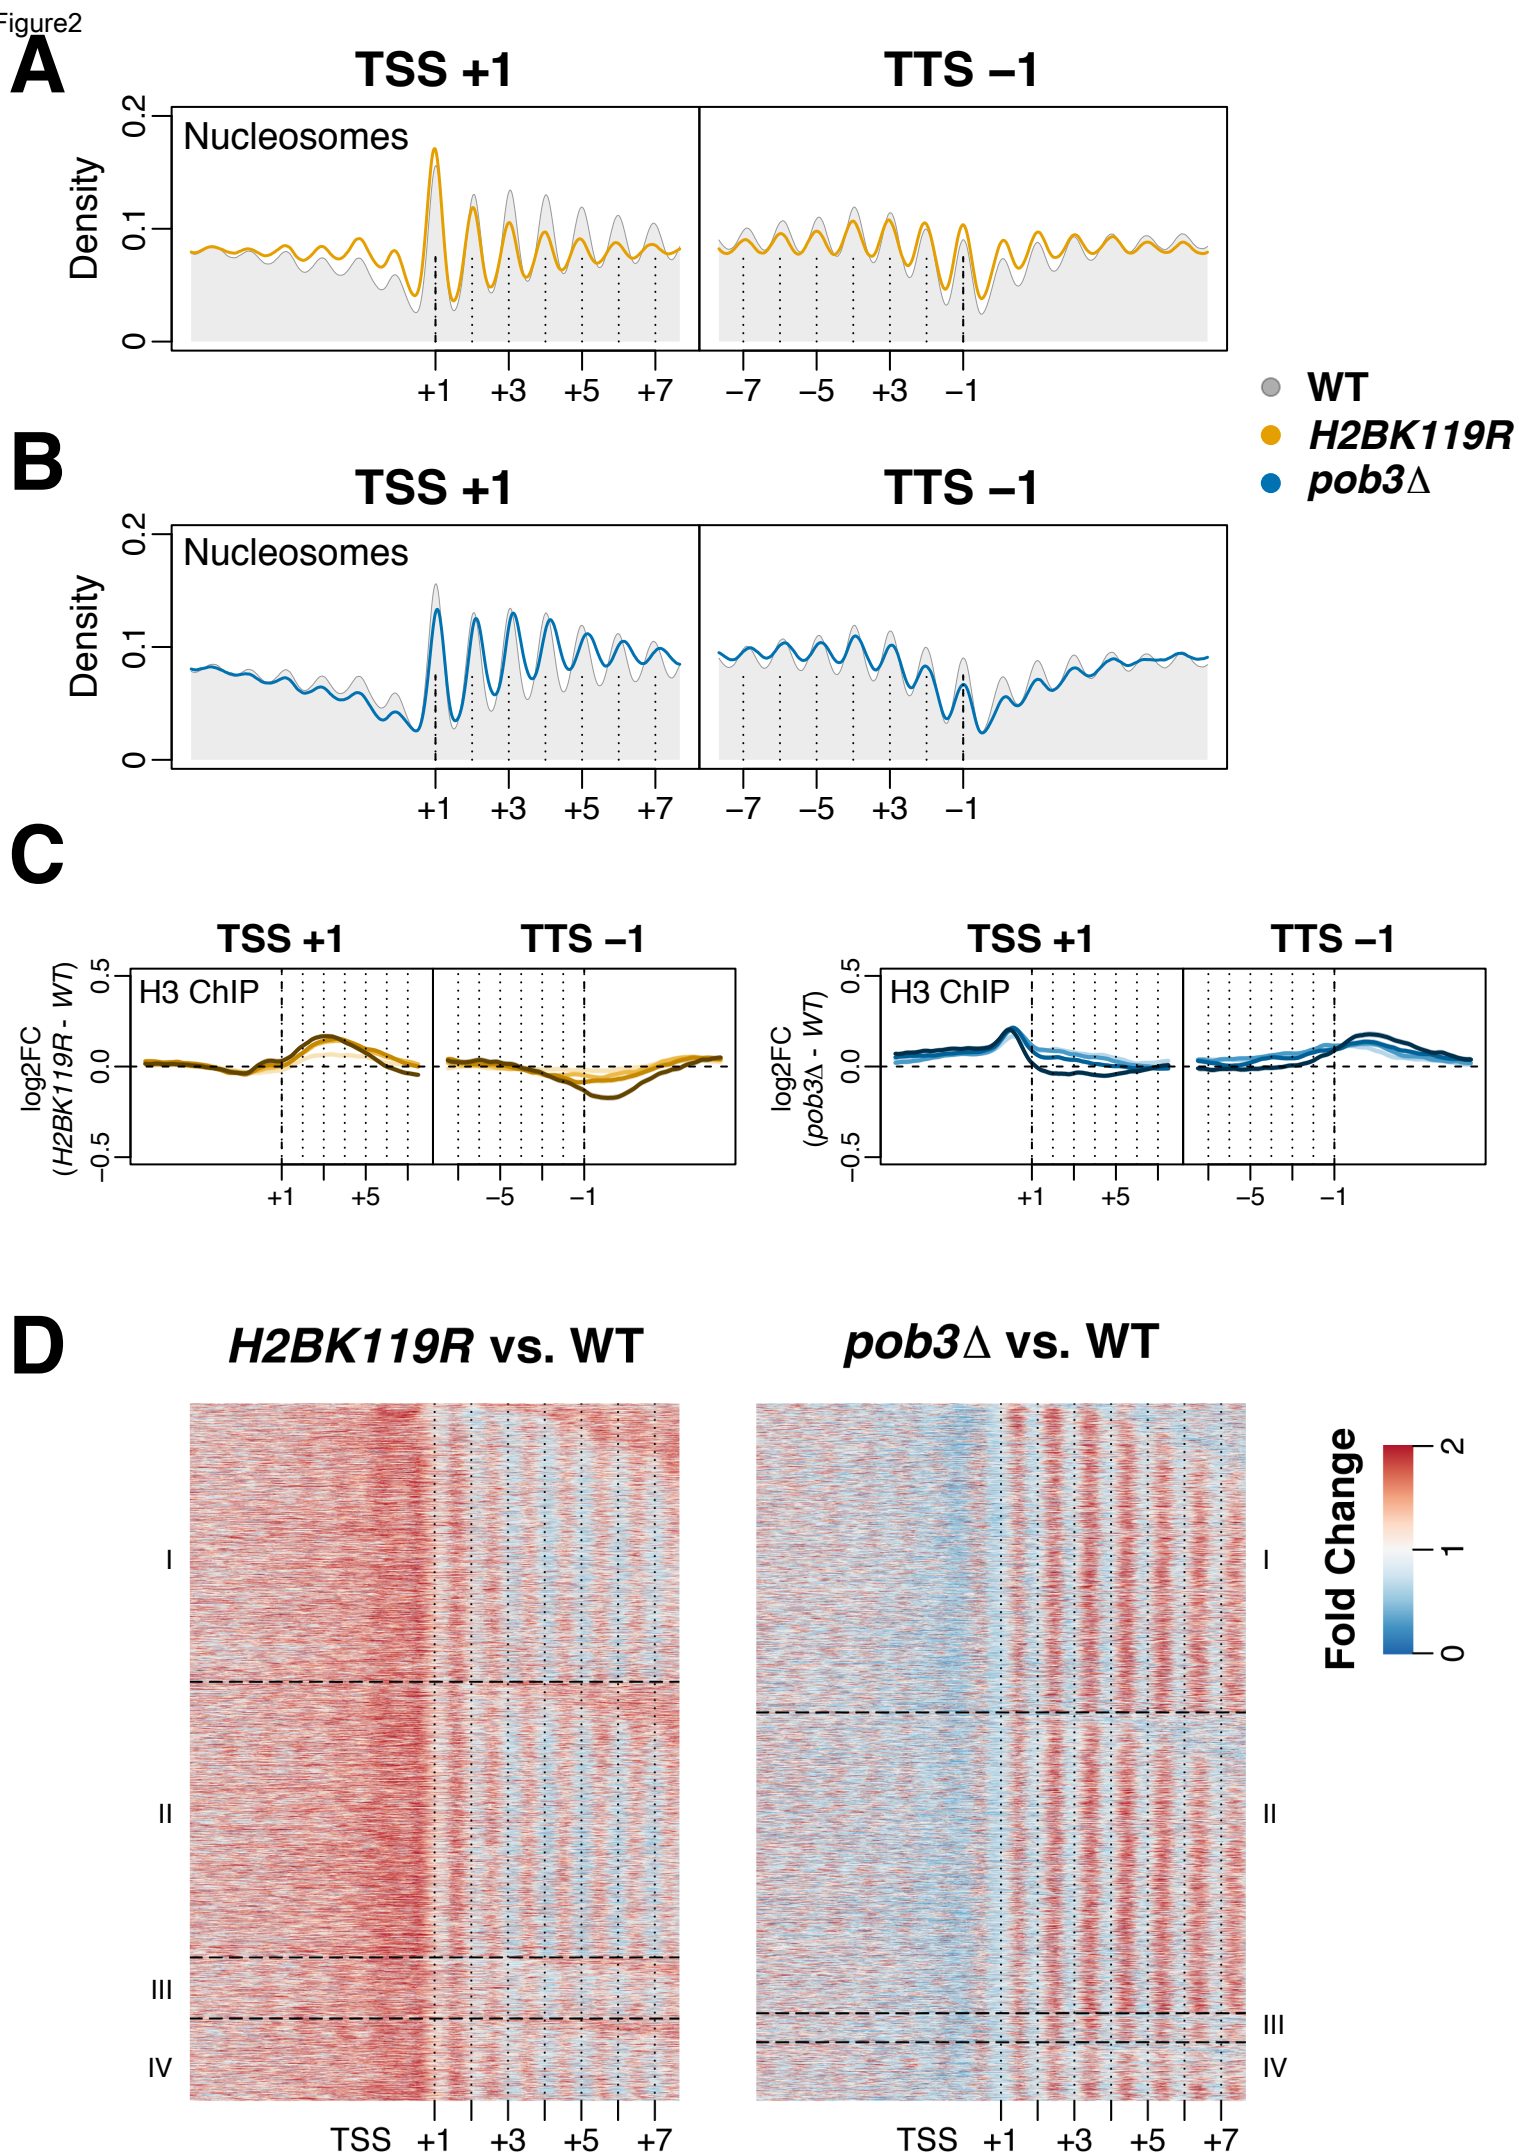 Figure2
A
TSS +1 TTS −1
Nucleosomes
Density
0 0.1 0.2
+1 +3 +5 +7 −7 −5 +3 −1
WT
H2BK119R
pob3Δ
B
TSS +1 TTS −1
Nucleosomes
Density
0 0.1 0.2
+1 +3 +5 +7 −7 −5 +3 −1
C
TSS +1 TTS −1
H3 ChIP
log2FC
(H2BK119R - WT)
−0.5 0.0 0.5
+1 +5 −5 −1
TSS +1 TTS −1
H3 ChIP
log2FC
(pob3Δ - WT)
−0.5 0.0 0.5
+1 +5 −5 −1
D
H2BK119R vs. WT
I
II
III
IV
TSS +1 +3 +5 +7
pob3Δ vs. WT
I
II
III
IV
TSS +1 +3 +5 +7
Fold Change
0 1 2